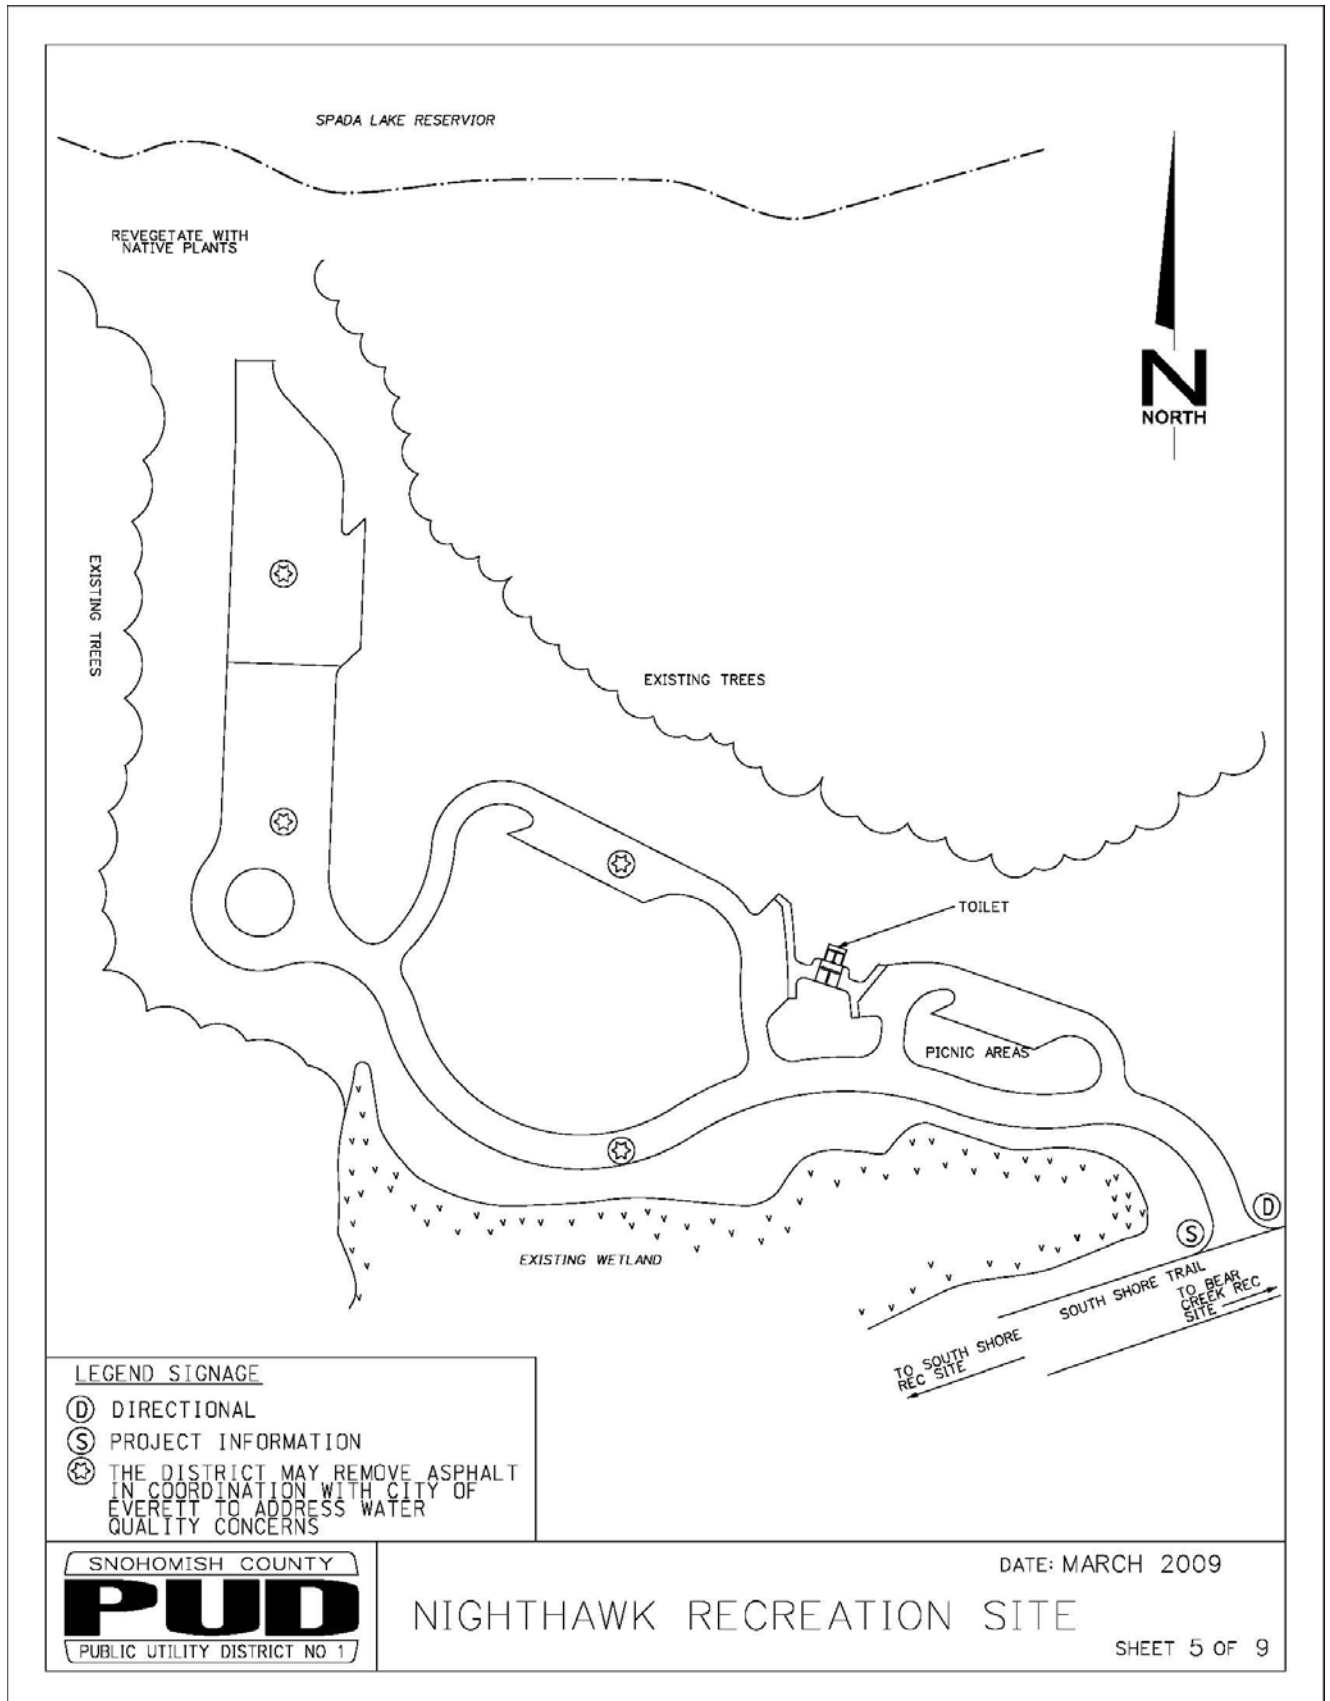 SPADA LAKE RESERVIOR
REVEGETATE WITH
NATIVE PLANTS
N
NORTH
EXISTING TREES
EXISTING TREES
TOILET
PICNIC AREAS
D
S
EXISTING WETLAND
SOUTH SHORE TRAIL
TO BEAR
CREEK REC
SITE
TO SOUTH SHORE
REC SITE
LEGEND SIGNAGE
D DIRECTIONAL
S PROJECT INFORMATION
THE DISTRICT MAY REMOVE ASPHALT
IN COORDINATION WITH CITY OF
EVERETT TO ADDRESS WATER
QUALITY CONCERNS
SNOHOMISH COUNTY
PUD
PUBLIC UTILITY DISTRICT NO 1
DATE: MARCH 2009
NIGHTHAWK RECREATION SITE
SHEET 5 OF 9